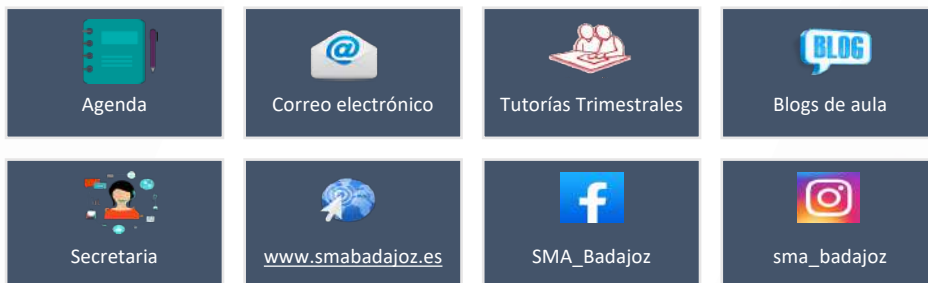 Agenda
@
Correo electrónico
Tutorías Trimestrales
BLOG
Blogs de aula
Secretaria
www.smabadajoz.es
SMA_Badajoz
sma_badajoz